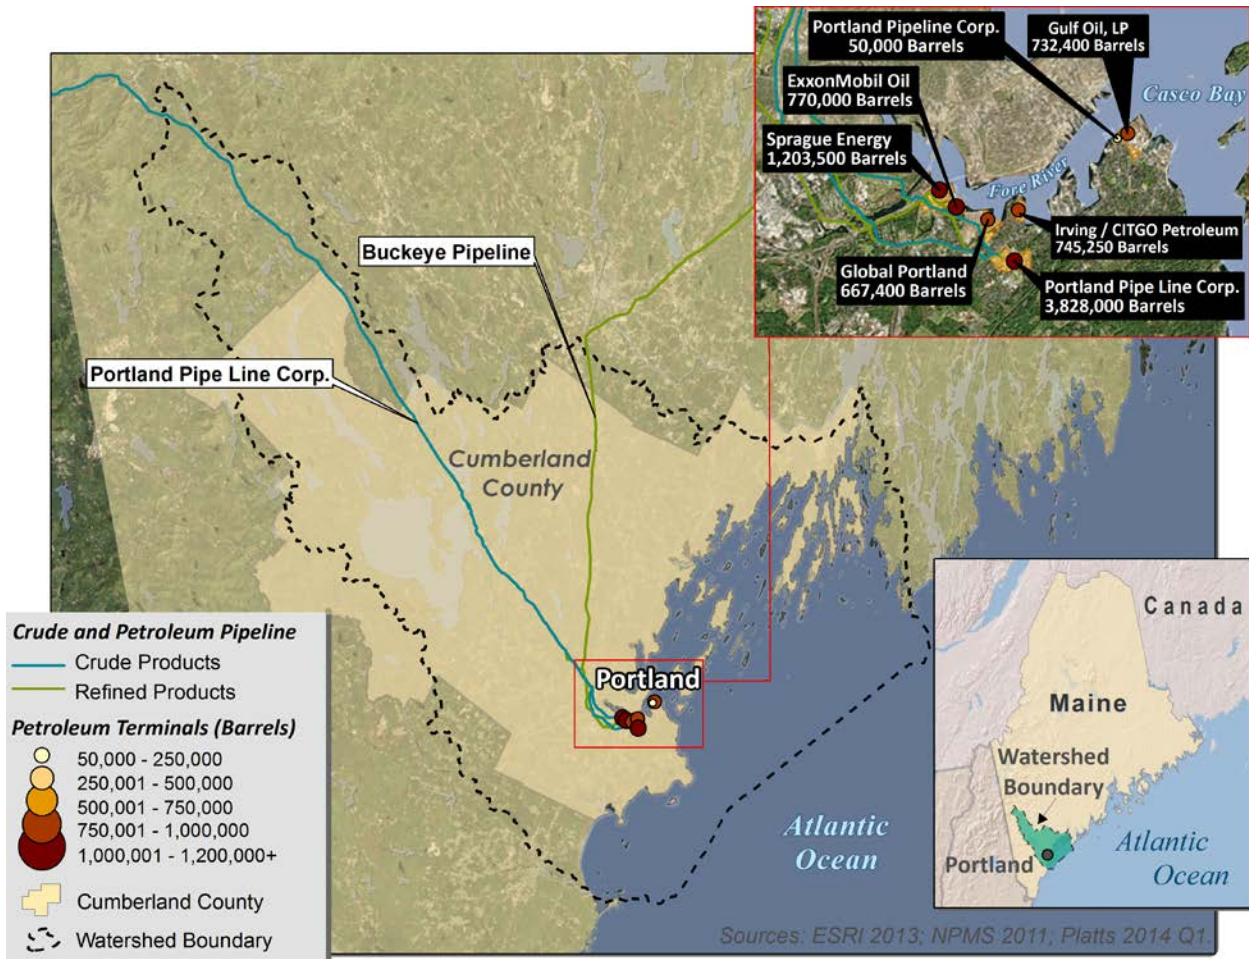 Portland Pipeline Corp.
50,000 Barrels
Gulf Oil, LP
732,400 Barrels
ExxonMobil Oil
770,000 Barrels
Casco Bay
Sprague Energy
1,203,500 Barrels
Fore River
Irving / CITGO Petroleum
745,250 Barrels
Global Portland
667,400 Barrels
Portland Pipe Line Corp.
3,828,000 Barrels
Buckeye Pipeline
Portland Pipe Line Corp.
Cumberland
County
Portland
Atlantic
Ocean
Crude and Petroleum Pipeline
Crude Products
Refined Products
Petroleum Terminals (Barrels)
50,000 - 250,000
250,001 - 500,000
500,001 - 750,000
750,001 - 1,000,000
1,000,001 - 1,200,000+
Cumberland County
Watershed Boundary
Canada
Maine
Watershed
Boundary
Portland
Atlantic
Ocean
Sources: ESRI 2013; NPMS 2011; Platts 2014 Q1.